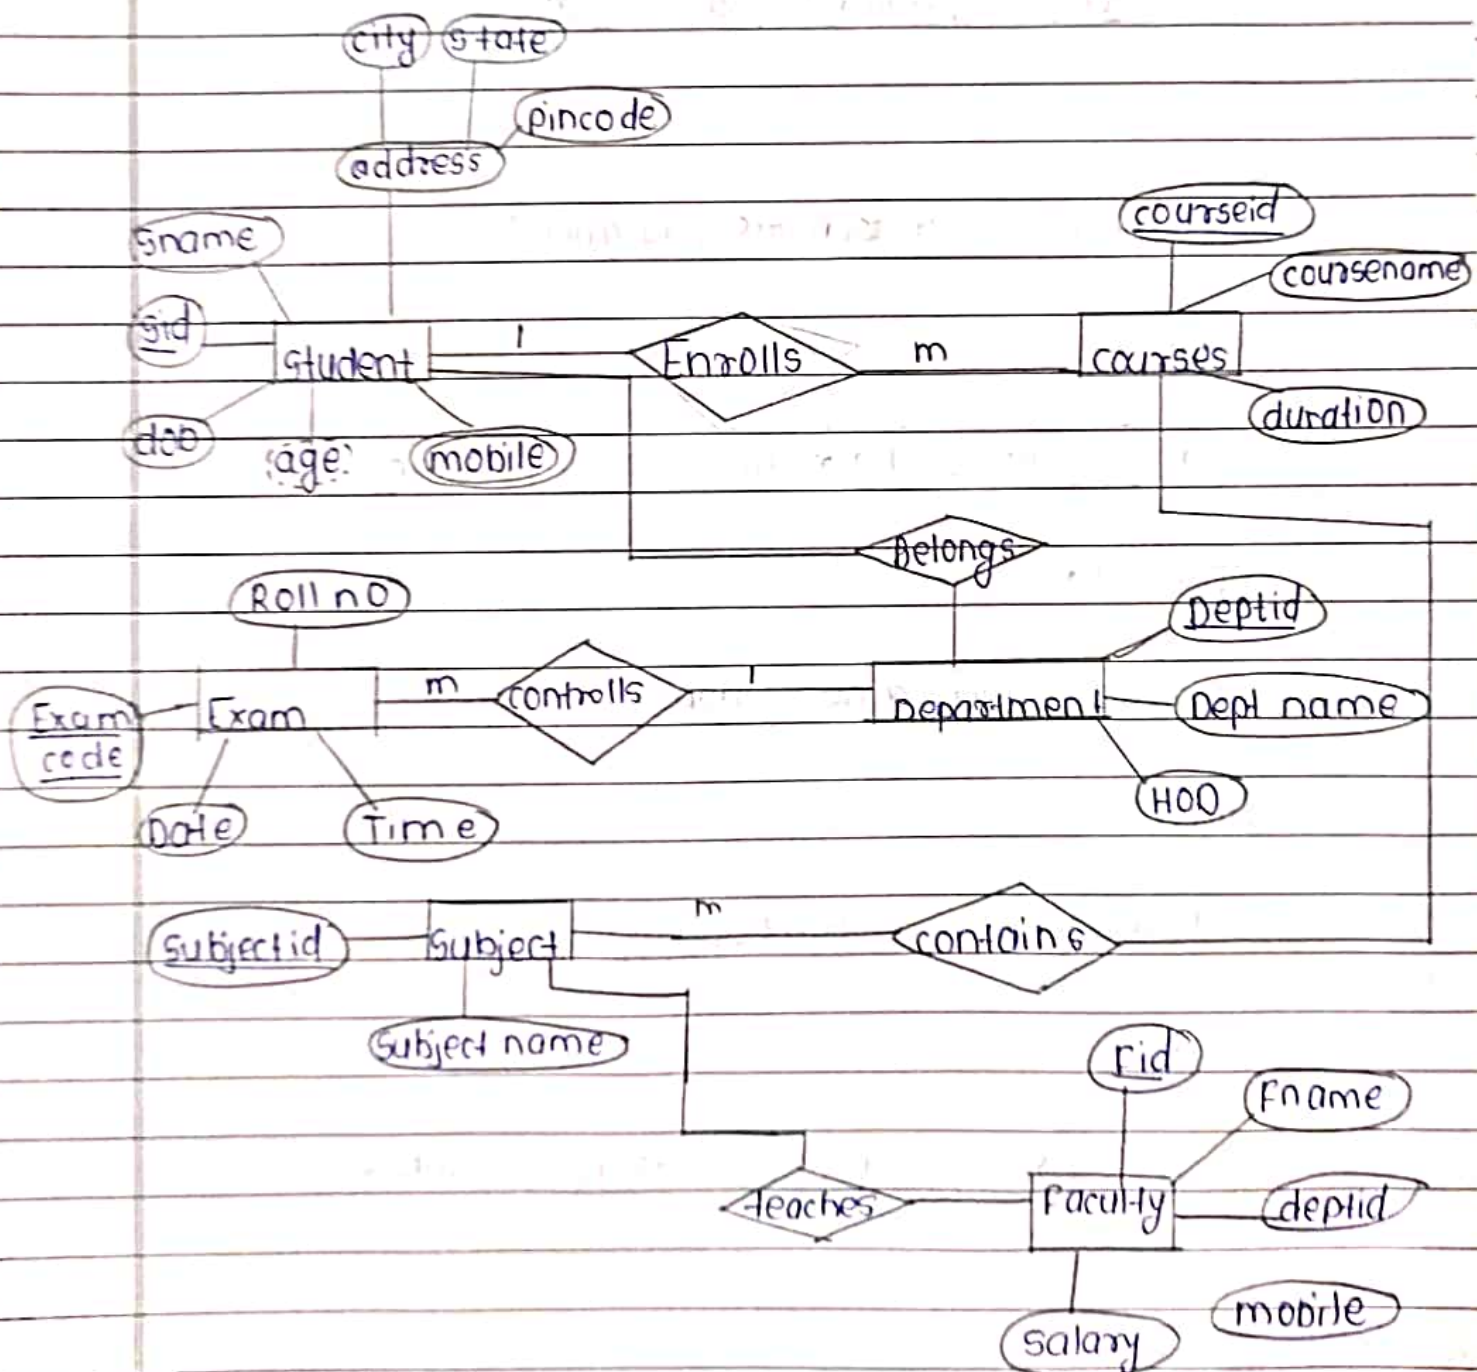 city state
pincode
address
courseid
sname
coursename
sid
student
1
Enrolls
m
courses
duration
dob
age
mobile
Belongs
Roll no
Deptid
Exam
code
Exam
m
controlls
1
Department
Dept name
Date
Time
HOD
Subjectid
Subject
m
contains
Subject name
Fid
Fname
teaches
Faculty
deptid
mobile
salary